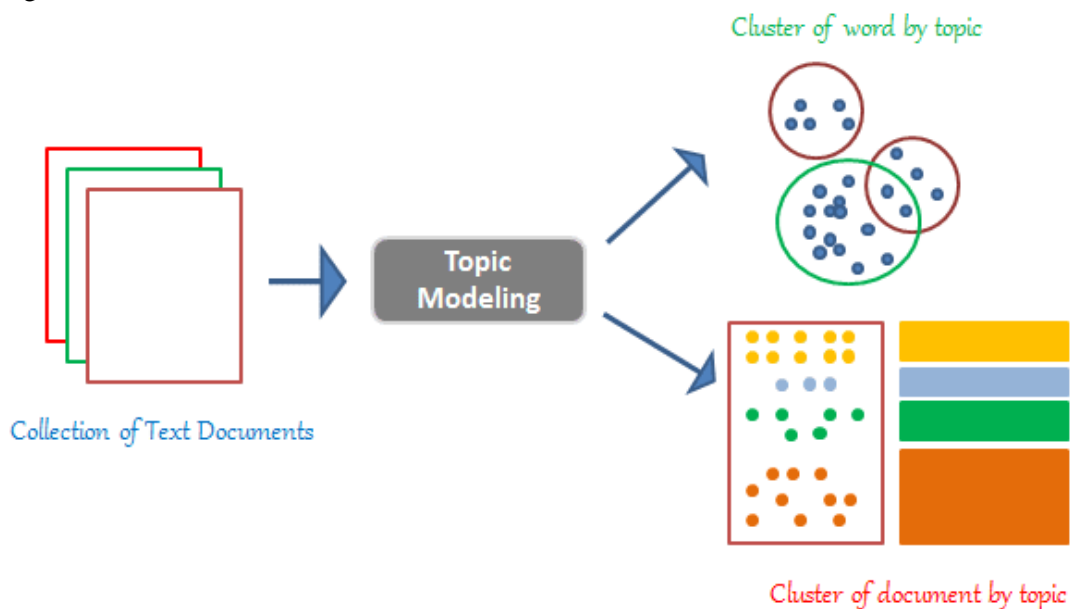 Cluster of word by topic
Topic
Modeling
Collection of Text Documents
Cluster of document by topic